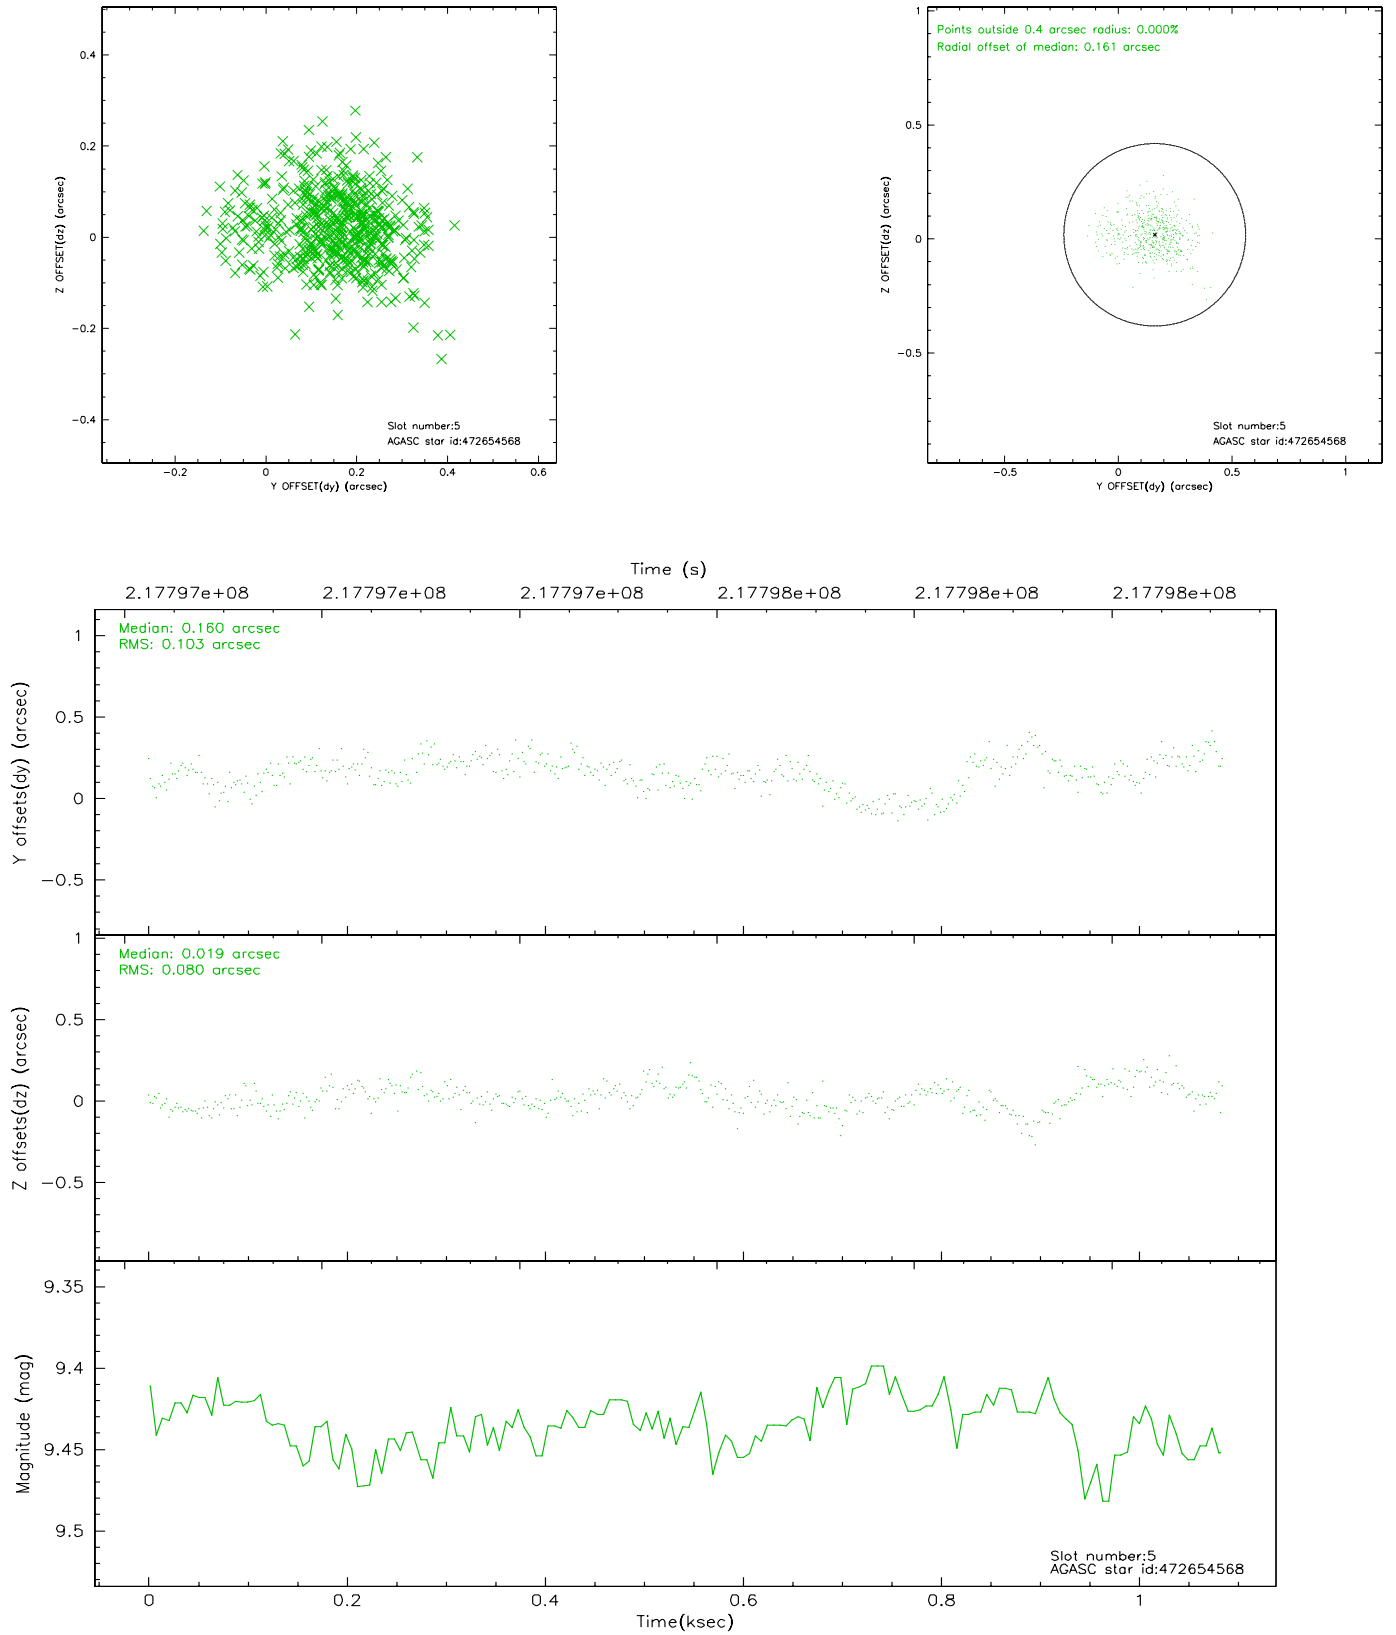 0.4
0.2
0
−0.2
−0.4
Z OFFSET(dz) (arcsec)
Slot number:5
AGASC star id:472654568
−0.2 0 0.2 0.4 0.6
Y OFFSET(dy) (arcsec)
Points outside 0.4 arcsec radius: 0.000%
Radial offset of median: 0.161 arcsec
1
0.5
0
−0.5
Z OFFSET(dz) (arcsec)
Slot number:5
AGASC star id:472654568
−0.5 0 0.5 1
Y OFFSET(dy) (arcsec)
Time (s)
2.17797e+08 2.17797e+08 2.17797e+08 2.17798e+08 2.17798e+08 2.17798e+08
Median: 0.160 arcsec
RMS: 0.103 arcsec
1
0.5
0
−0.5
Y offsets(dy) (arcsec)
Median: 0.019 arcsec
RMS: 0.080 arcsec
1
0.5
0
−0.5
Z offsets(dz) (arcsec)
9.35
9.4
9.45
9.5
Magnitude (mag)
Slot number:5
AGASC star id:472654568
0 0.2 0.4 0.6 0.8 1
Time(ksec)